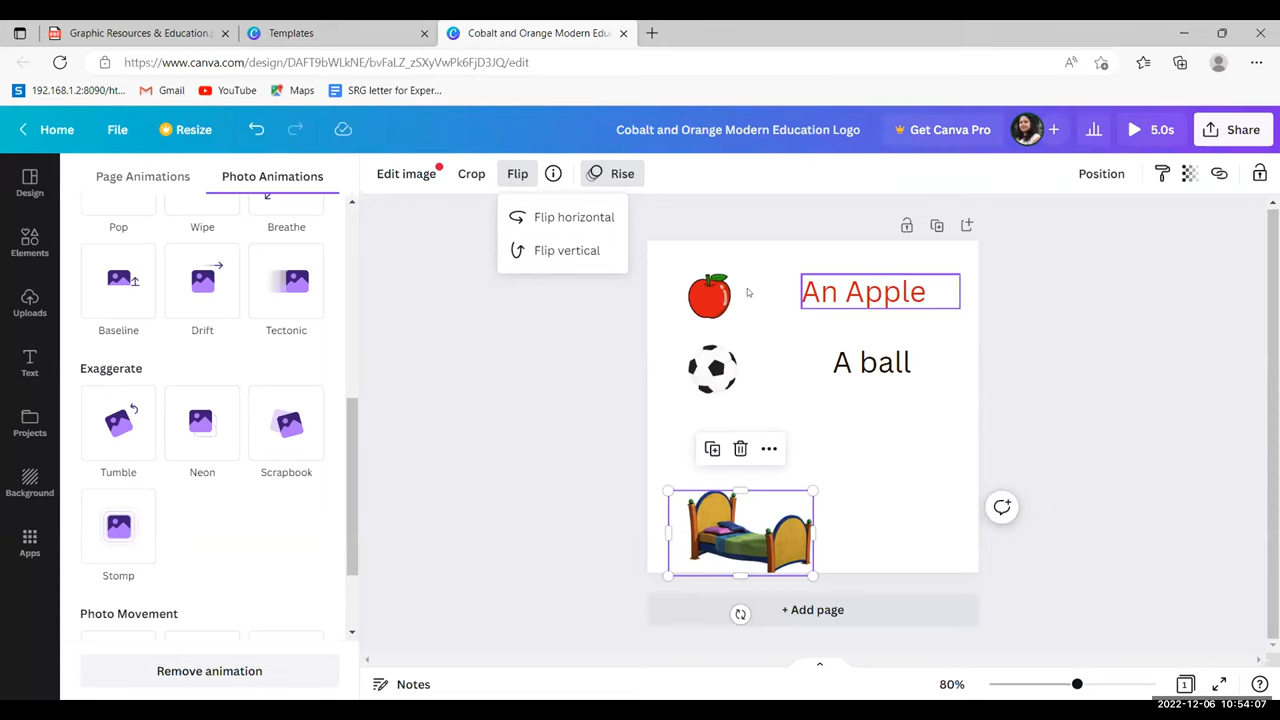 Graphic Resources & Education.
Templates
Cobalt and Orange Modern Edu
https://www.canva.com/design/DAFT9bWLkNE/bvFaLZ_zSXyVwPk6FjD3JQ/edit
192.168.1.2:8090/ht...
Gmail
YouTube
Maps
SRG letter for Exper...
Home
File
Resize
Cobalt and Orange Modern Education Logo
Get Canva Pro
5.0s
Share
Design
Elements
Uploads
Text
Projects
Background
Apps
Page Animations
Photo Animations
Pop
Wipe
Breathe
Baseline
Drift
Tectonic
Exaggerate
Tumble
Neon
Scrapbook
Stomp
Photo Movement
Remove animation
Edit image
Crop
Flip
Rise
Position
Flip horizontal
Flip vertical
An Apple
A ball
+ Add page
Notes
80%
1
2022-12-06 10:54:07